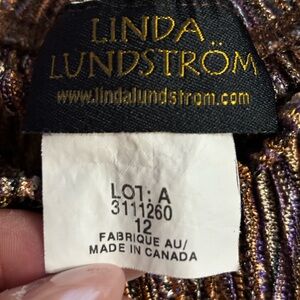 LINDA
LUNDSTRÖM
www.lindalundstrom.com
LOT: A
3111260
12
FABRIQUE AU/
MADE IN CANADA